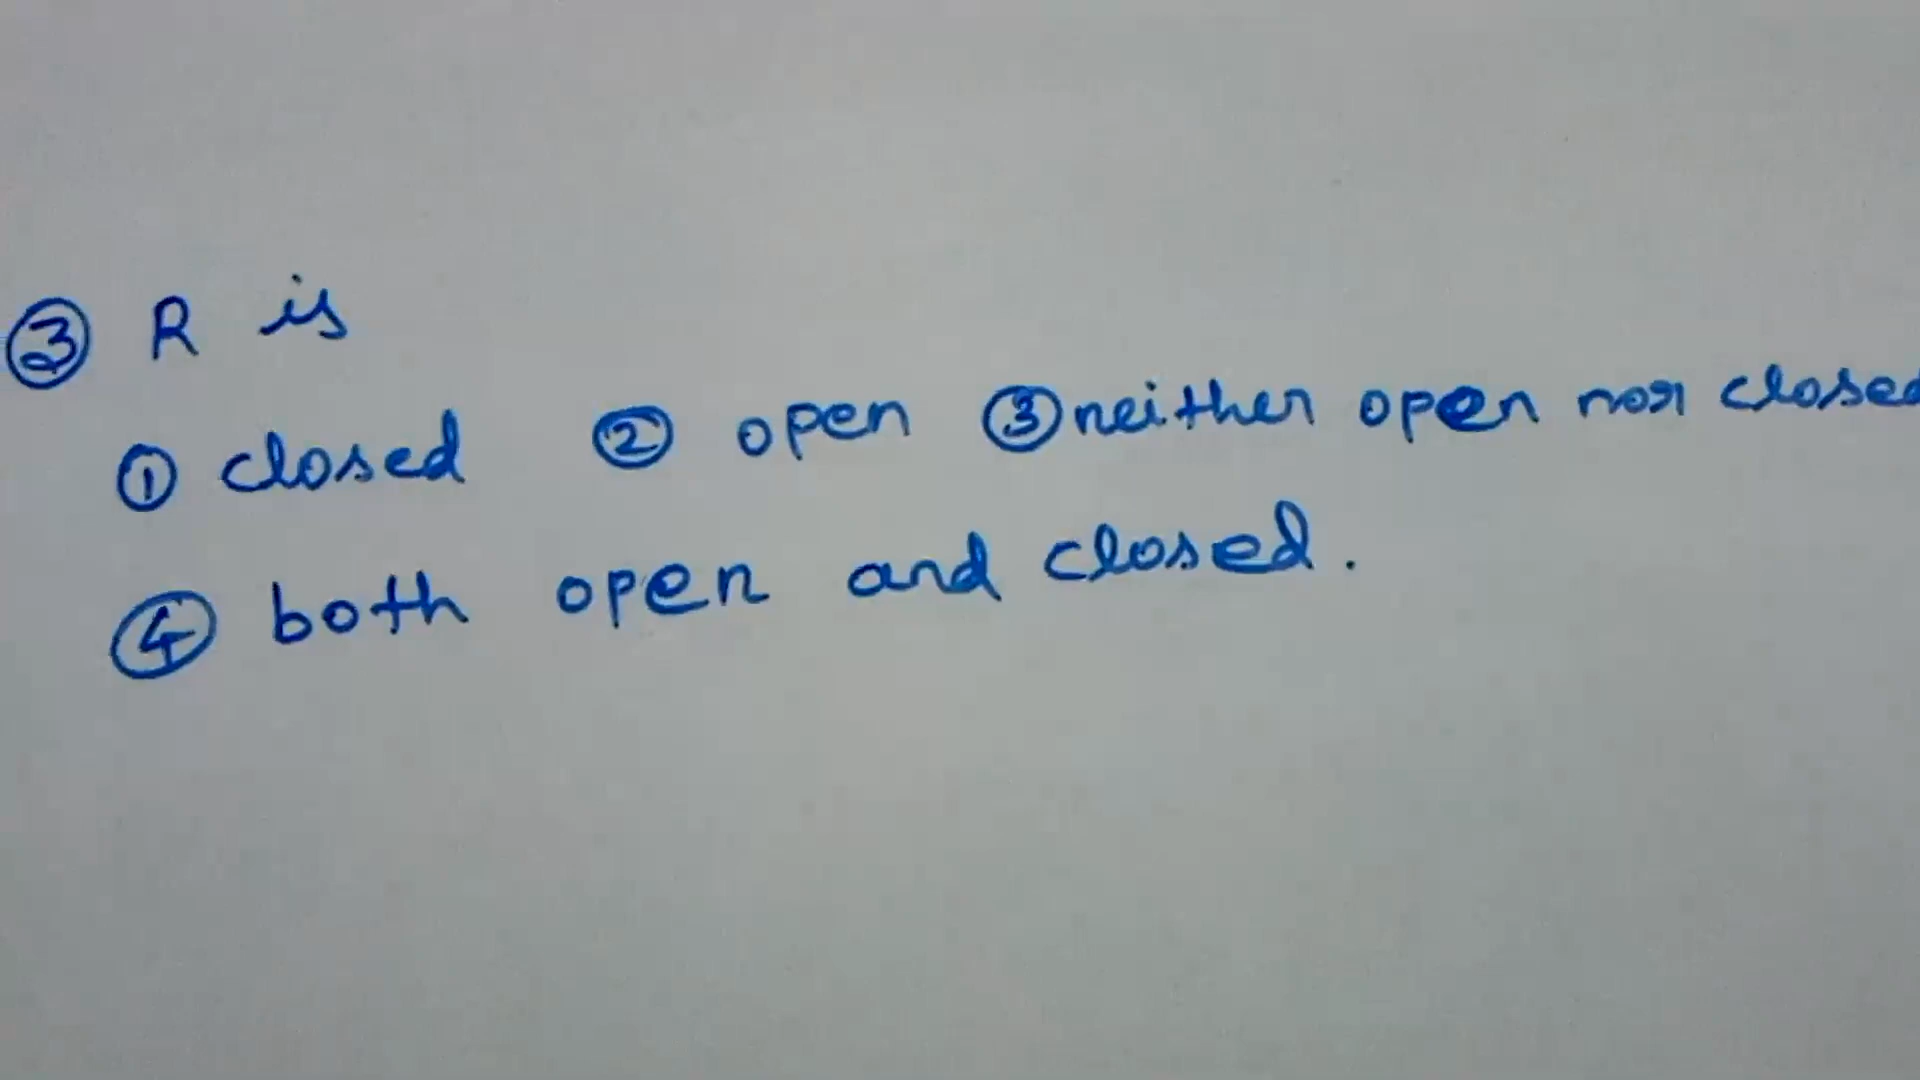 ③ R is
① closed ② open ③ neither open nor closed
④ both open and closed.